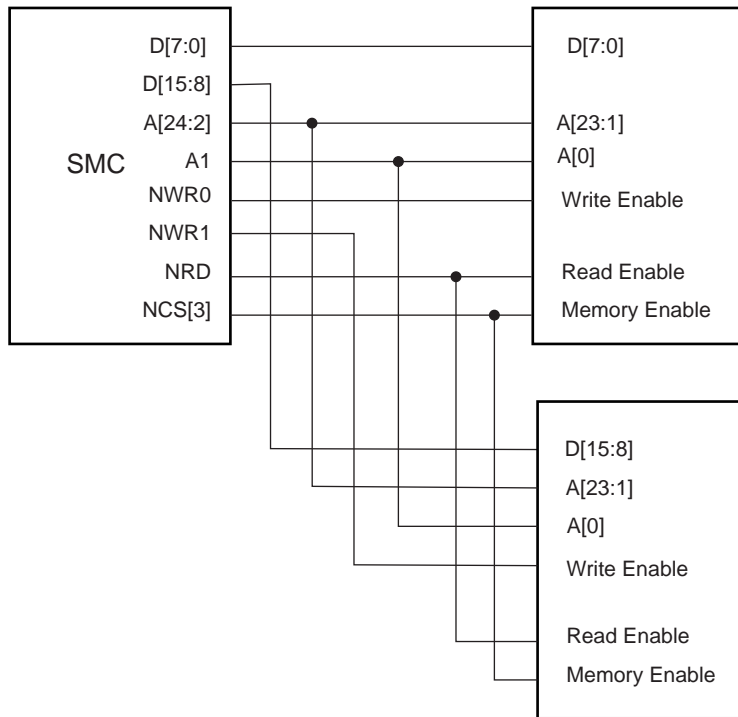 D[7:0]
D[15:8]
A[24:2]
SMC
A1
NWR0
NWR1
NRD
NCS[3]
D[7:0]
A[23:1]
A[0]
Write Enable
Read Enable
Memory Enable
D[15:8]
A[23:1]
A[0]
Write Enable
Read Enable
Memory Enable